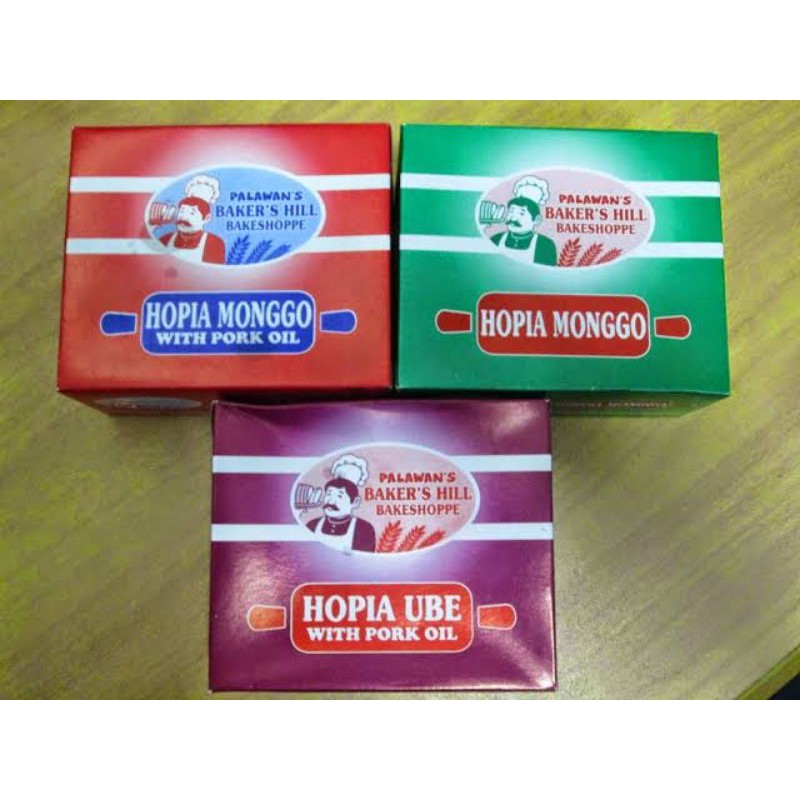 PALAWAN'S
BAKER'S HILL
BAKESHOPPE
HOPIA MONGGO
WITH PORK OIL
PALAWAN'S
BAKER'S HILL
BAKESHOPPE
HOPIA MONGGO
PALAWAN'S
BAKER'S HILL
BAKESHOPPE
HOPIA UBE
WITH PORK OIL